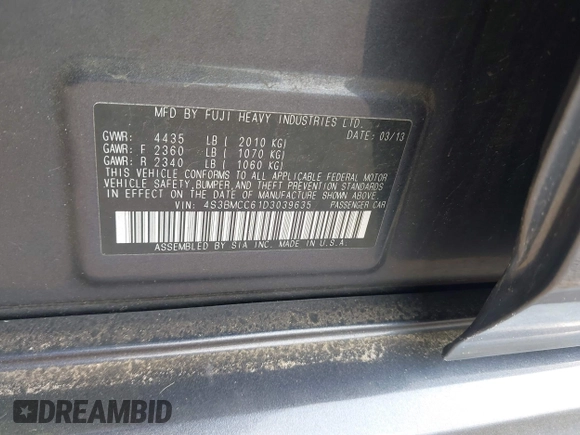 MFD BY FUJI HEAVY INDUSTRIES LTD.
GVWR: 4435 LB ( 2010 KG) DATE: 03/13
GAWR: F 2360 LB ( 1070 KG)
GAWR: R 2340 LB ( 1060 KG)
THIS VEHICLE CONFORMS TO ALL APPLICABLE FEDERAL MOTOR
VEHICLE SAFETY, BUMPER, AND THEFT PREVENTION STANDARDS
IN EFFECT ON THE DATE OF MANUFACTURE SHOWN ABOVE.
VIN: 4S3BMCC61D3039635 PASSENGER CAR
ASSEMBLED BY SIA INC. MADE IN U.S.A.
DREAMBID